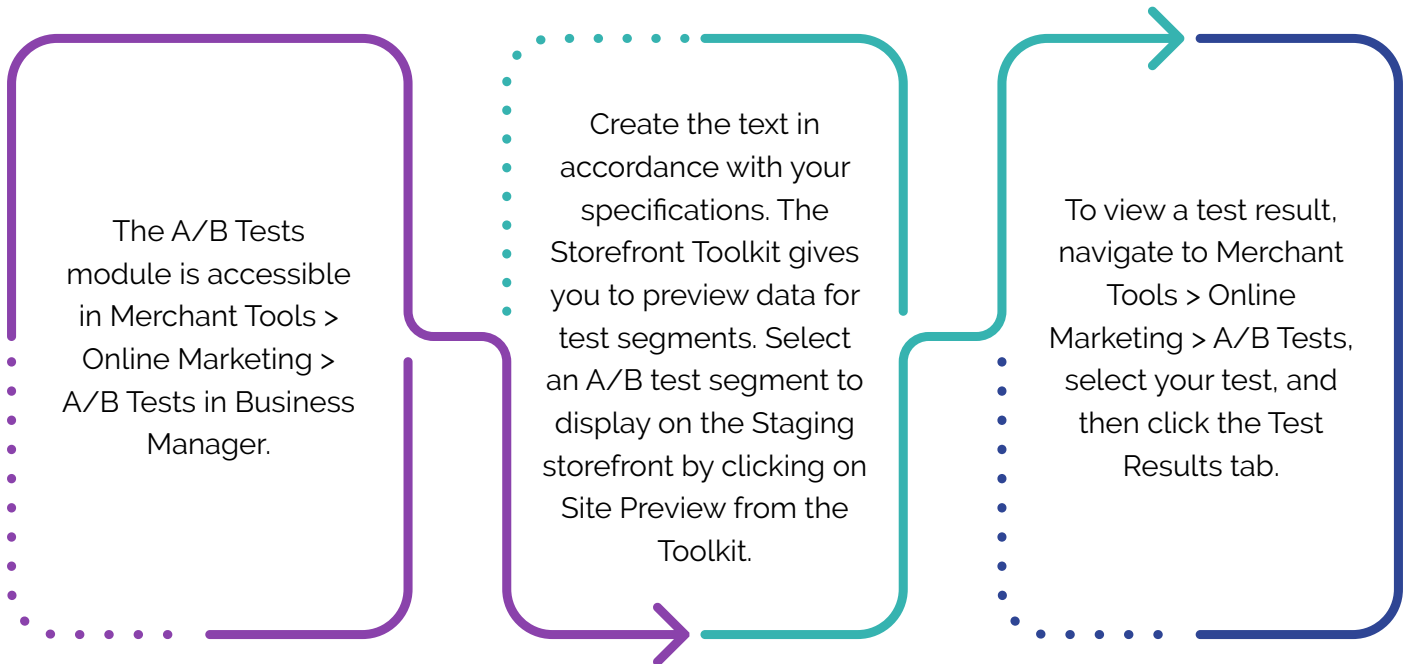 The A/B Tests
module is accessible
in Merchant Tools >
Online Marketing >
A/B Tests in Business
Manager.
Create the text in
accordance with your
specifications. The
Storefront Toolkit gives
you to preview data for
test segments. Select
an A/B test segment to
display on the Staging
storefront by clicking on
Site Preview from the
Toolkit.
To view a test result,
navigate to Merchant
Tools > Online
Marketing > A/B Tests,
select your test, and
then click the Test
Results tab.